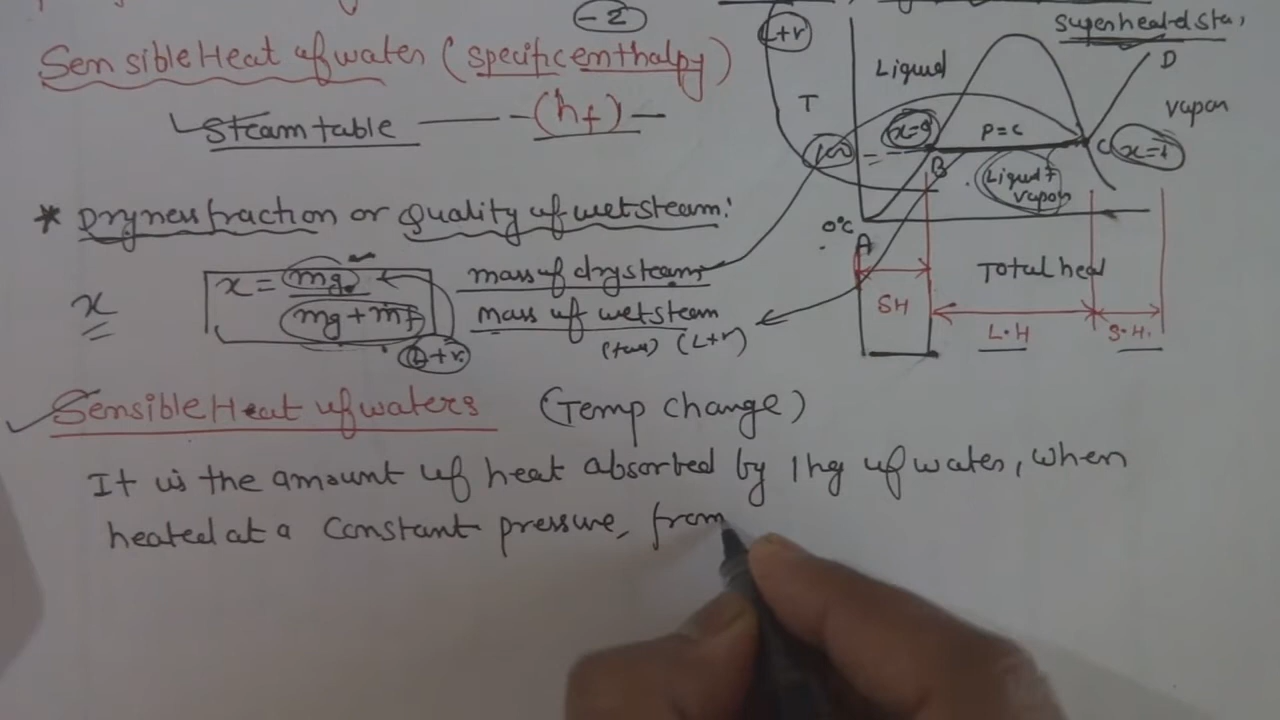 -2
Sensible Heat of water (specific enthalpy)
Steam table — -(hf) -
* Dryness fraction or quality of wet steam:
x
x = mg / mg + mf
mass of dry steam
mass of wet steam
(L+v)
L+v
L+v
T
Liquid
superheated sta
D
vapor
x=0
P=C
C
x=1
100
B
Liquid + vapor
0°C
A
Total heat
SH
L.H
S.H.
Sensible Heat of waters (Temp change)
It is the amount of heat absorbed by 1kg of water, when
heated at a constant pressure, from